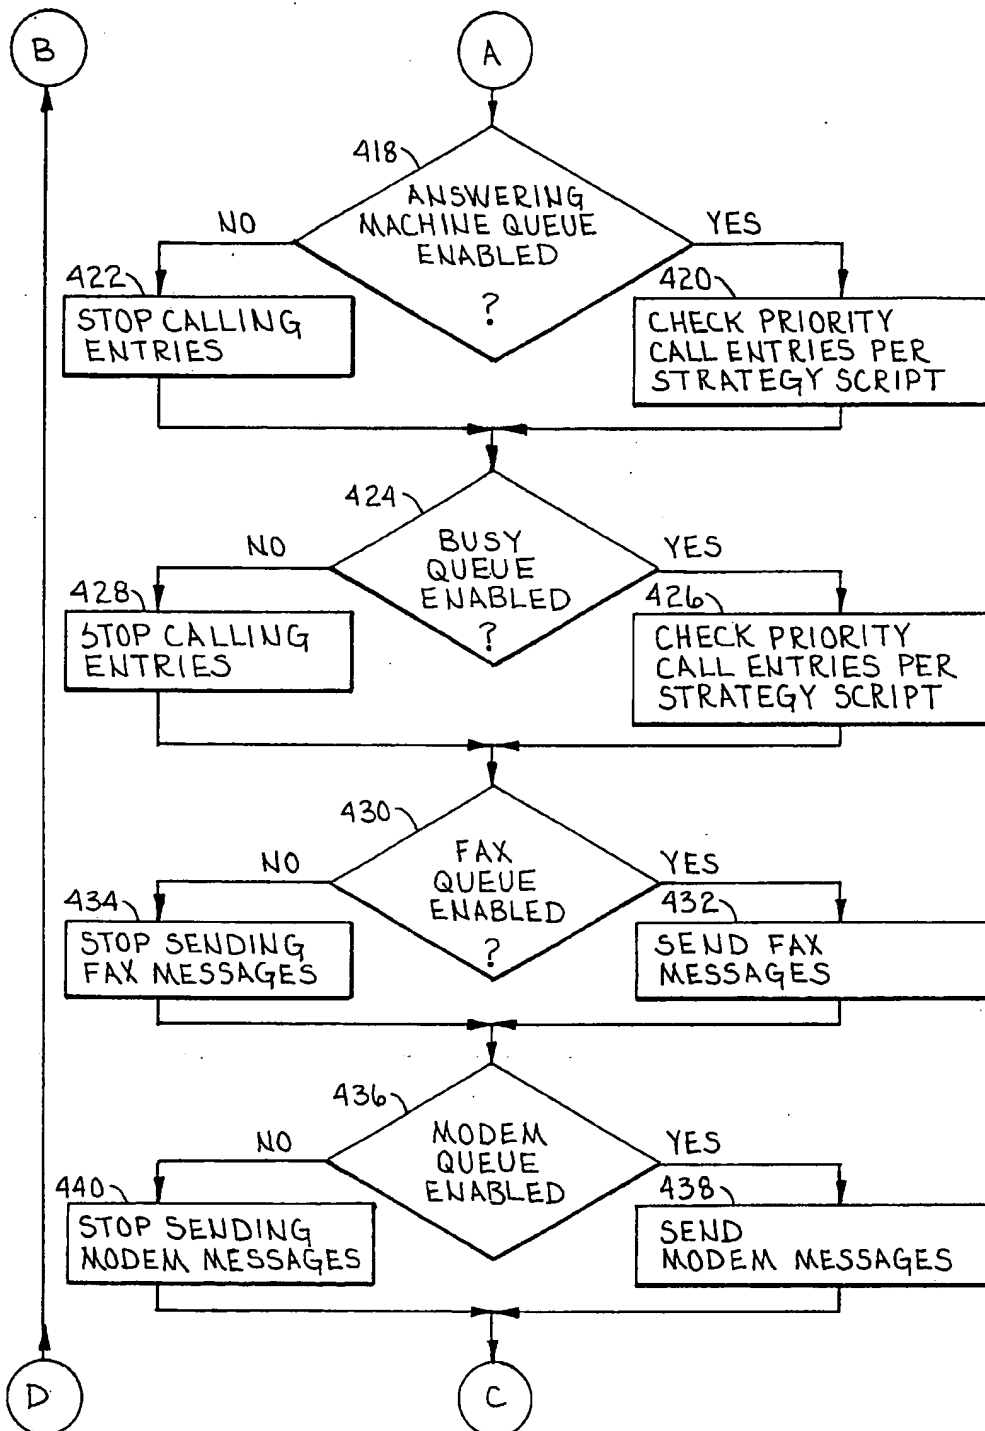 B
A
418
ANSWERING
MACHINE QUEUE
ENABLED
?
NO
YES
422
STOP CALLING
ENTRIES
420
CHECK PRIORITY
CALL ENTRIES PER
STRATEGY SCRIPT
424
BUSY
QUEUE
ENABLED
?
NO
YES
428
STOP CALLING
ENTRIES
426
CHECK PRIORITY
CALL ENTRIES PER
STRATEGY SCRIPT
430
FAX
QUEUE
ENABLED
?
NO
YES
434
STOP SENDING
FAX MESSAGES
432
SEND FAX
MESSAGES
436
MODEM
QUEUE
ENABLED
NO
YES
440
STOP SENDING
MODEM MESSAGES
438
SEND
MODEM MESSAGES
D
C